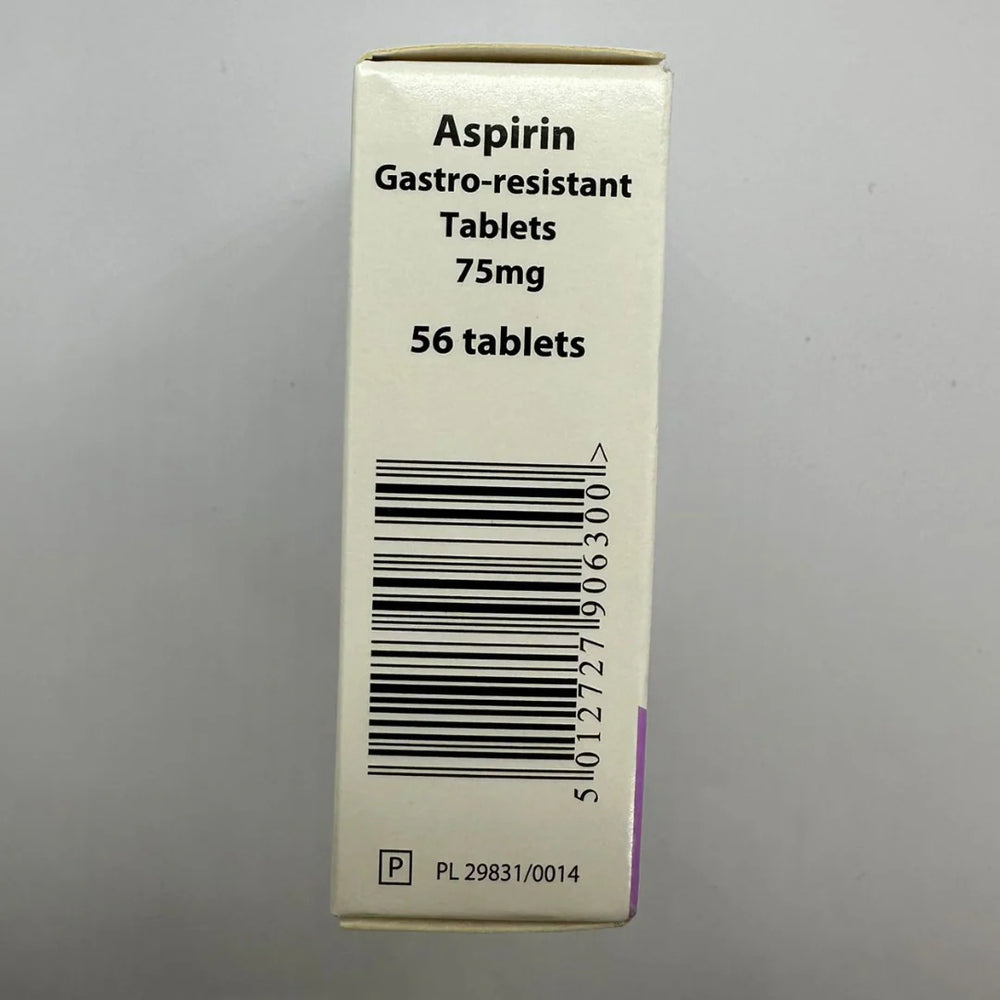 Aspirin
Gastro-resistant
Tablets
75mg
56 tablets
5 012727 906300 >
P PL 29831/0014